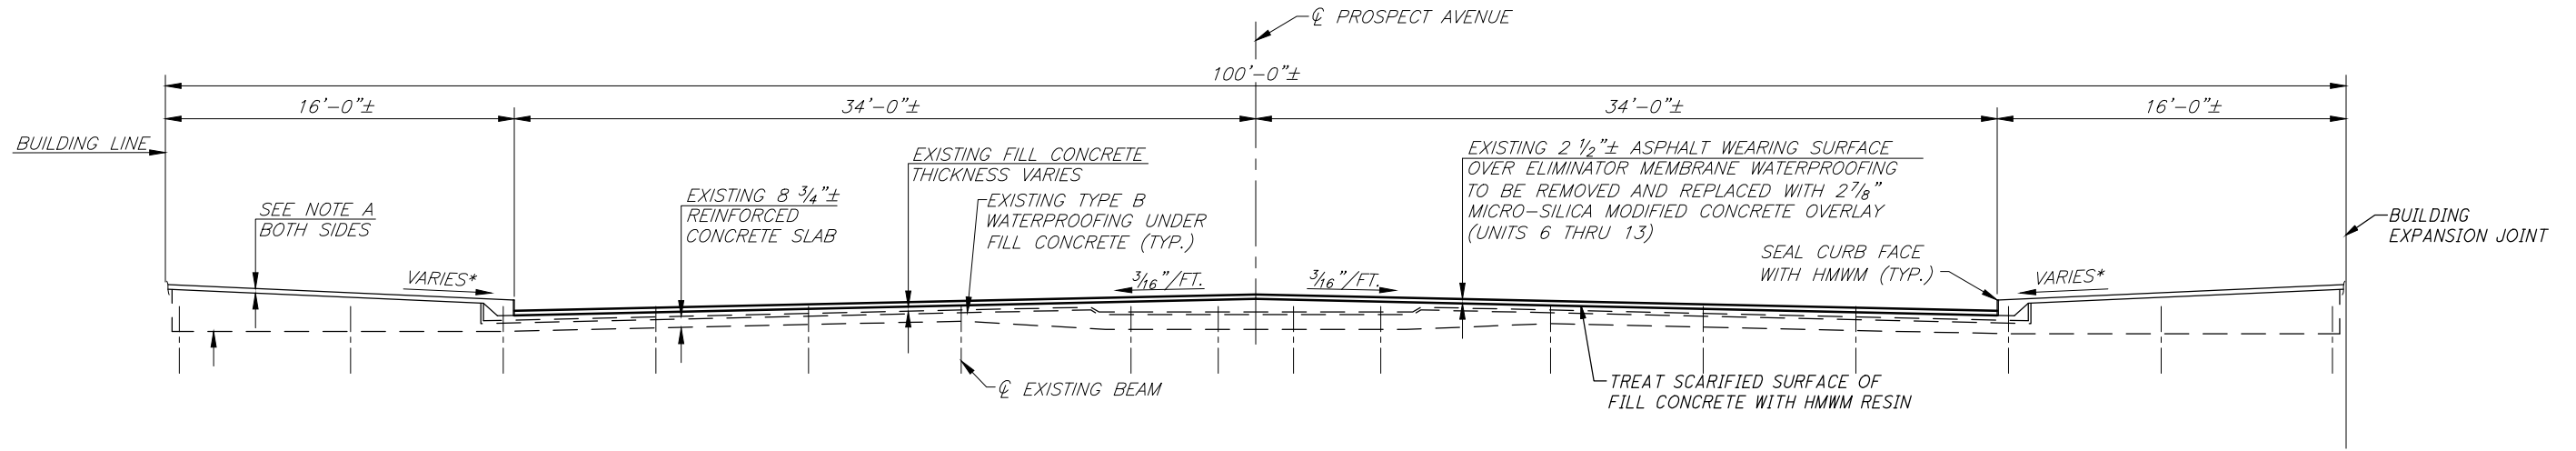 ℄ PROSPECT AVENUE
100'-0"±
16'-0"±
34'-0"±
34'-0"±
16'-0"±
BUILDING LINE
EXISTING FILL CONCRETE
THICKNESS VARIES
EXISTING 2 1/2"± ASPHALT WEARING SURFACE
OVER ELIMINATOR MEMBRANE WATERPROOFING
TO BE REMOVED AND REPLACED WITH 2 7/8"
MICRO-SILICA MODIFIED CONCRETE OVERLAY
(UNITS 6 THRU 13)
EXISTING 8 3/4"±
REINFORCED
CONCRETE SLAB
EXISTING TYPE B
WATERPROOFING UNDER
FILL CONCRETE (TYP.)
SEE NOTE A
BOTH SIDES
BUILDING
EXPANSION JOINT
SEAL CURB FACE
WITH HMWM (TYP.)
VARIES*
3/16"/FT.
3/16"/FT.
VARIES*
℄ EXISTING BEAM
TREAT SCARIFIED SURFACE OF
FILL CONCRETE WITH HMWM RESIN